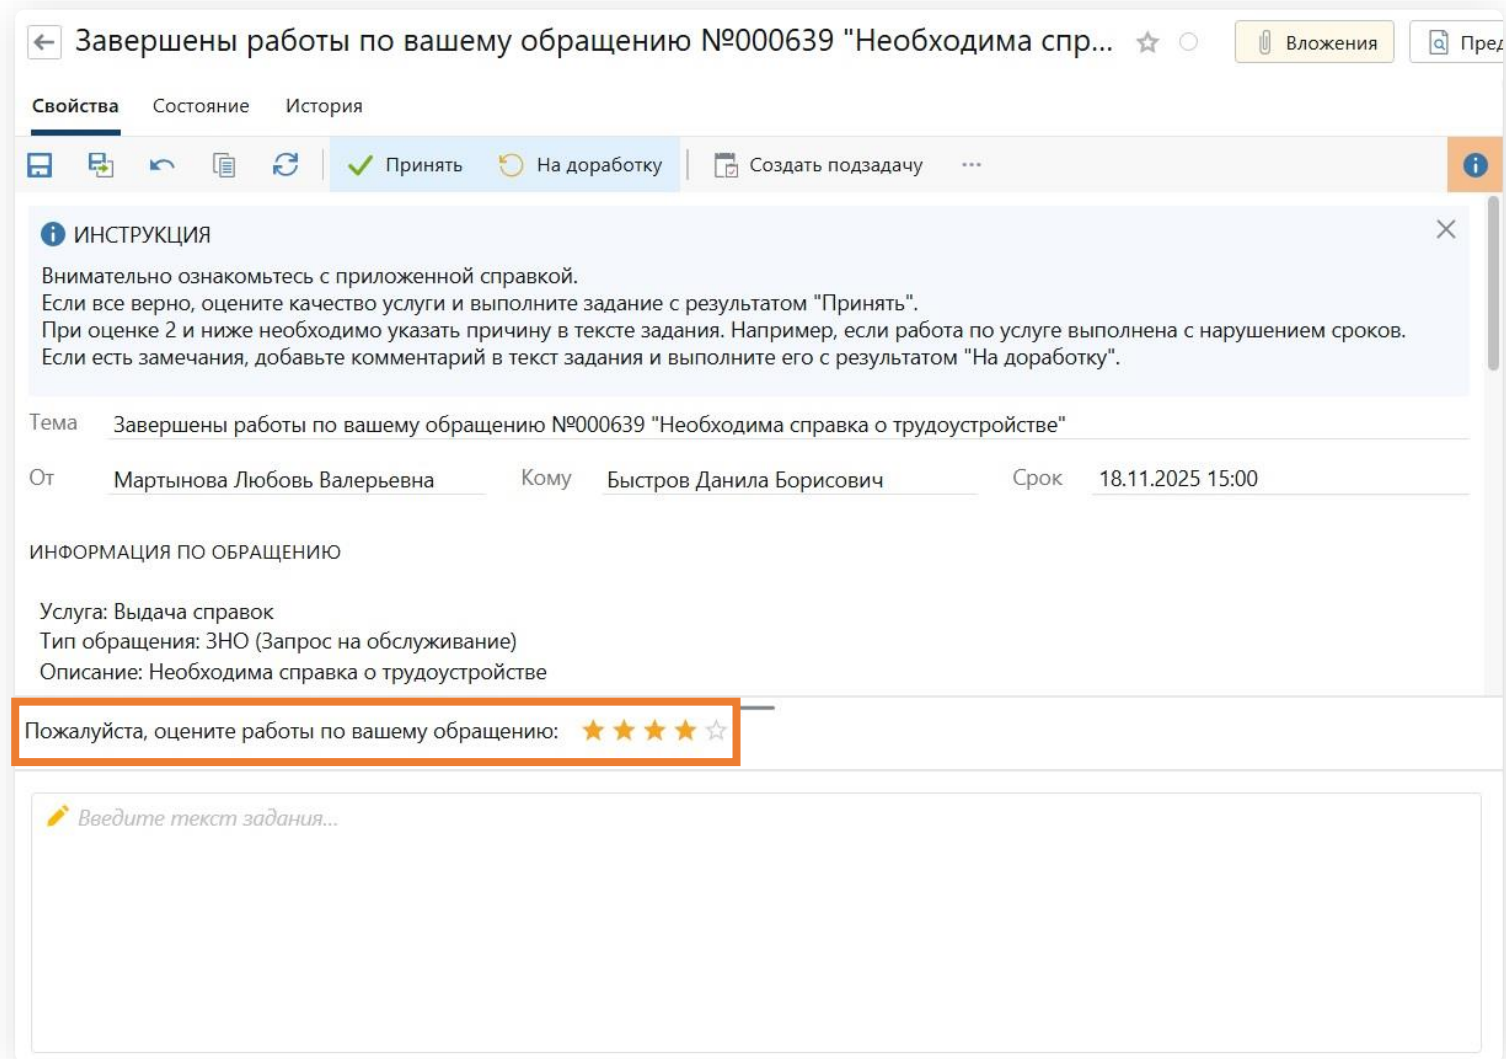 Завершены работы по вашему обращению №000639 "Необходима спр...
Вложения
Пред
Свойства
Состояние
История
Принять
На доработку
Создать подзадачу
...
ИНСТРУКЦИЯ
Внимательно ознакомьтесь с приложенной справкой.
Если все верно, оцените качество услуги и выполните задание с результатом "Принять".
При оценке 2 и ниже необходимо указать причину в тексте задания. Например, если работа по услуге выполнена с нарушением сроков.
Если есть замечания, добавьте комментарий в текст задания и выполните его с результатом "На доработку".
Тема Завершены работы по вашему обращению №000639 "Необходима справка о трудоустройстве"
От Мартынова Любовь Валерьевна Кому Быстров Данила Борисович Срок 18.11.2025 15:00
ИНФОРМАЦИЯ ПО ОБРАЩЕНИЮ
Услуга: Выдача справок
Тип обращения: ЗНО (Запрос на обслуживание)
Описание: Необходима справка о трудоустройстве
Пожалуйста, оцените работы по вашему обращению:
Введите текст задания...